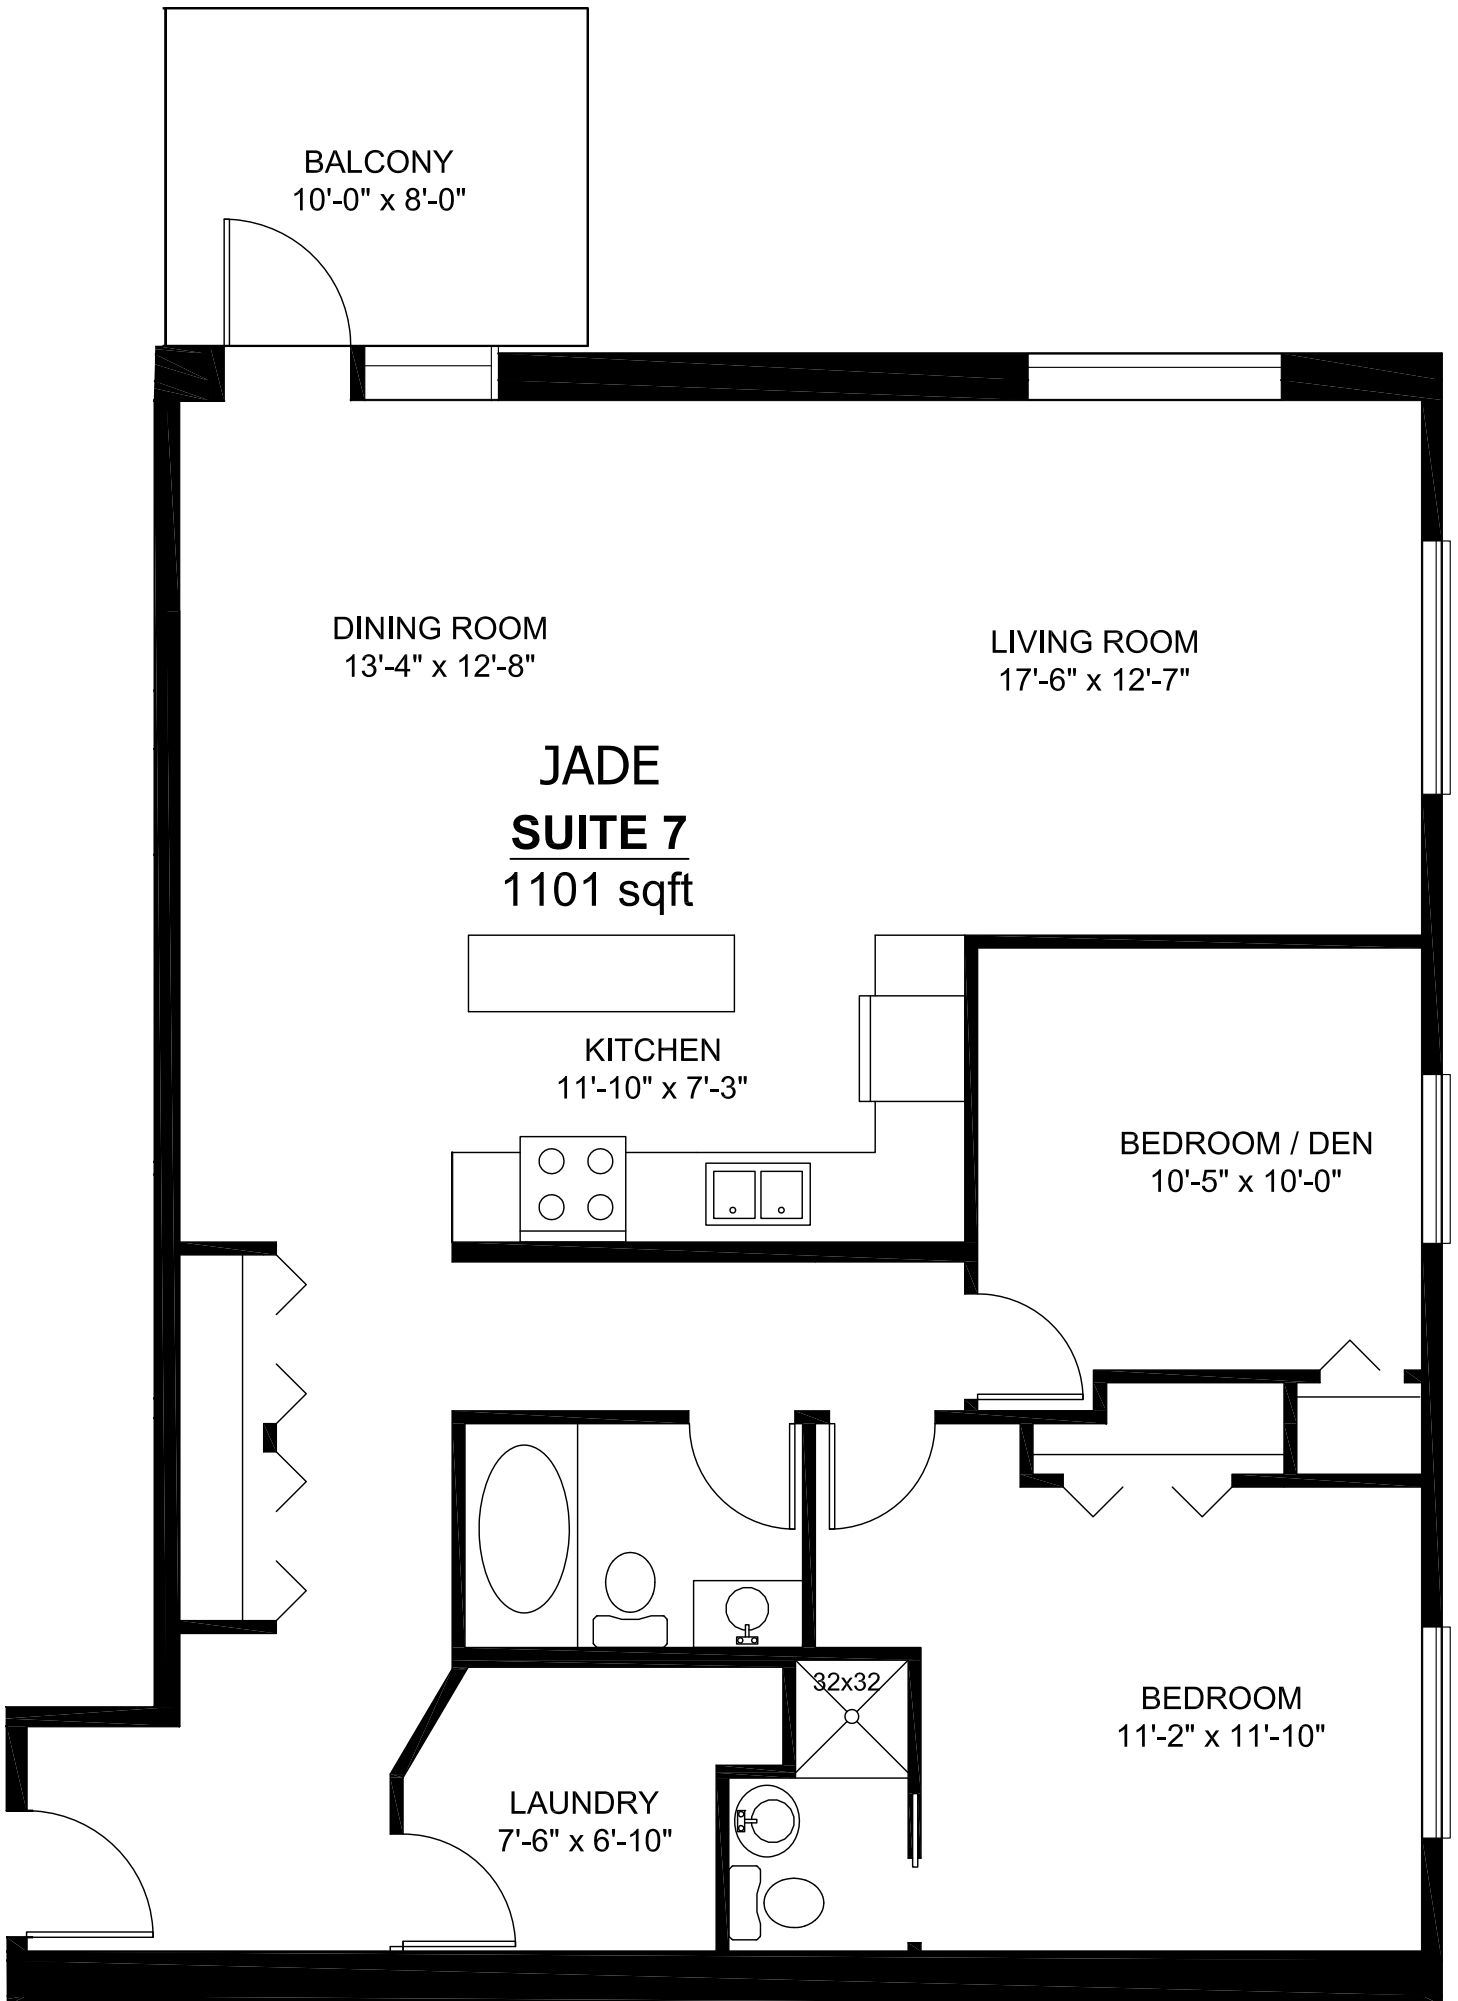 BALCONY
10'-0" x 8'-0"
DINING ROOM
13'-4" x 12'-8"
LIVING ROOM
17'-6" x 12'-7"
JADE
SUITE 7
1101 sqft
KITCHEN
11'-10" x 7'-3"
BEDROOM / DEN
10'-5" x 10'-0"
32x32
BEDROOM
11'-2" x 11'-10"
LAUNDRY
7'-6" x 6'-10"